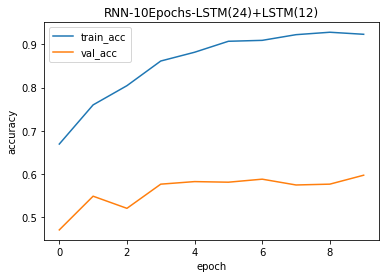 RNN-10Epochs-LSTM(24)+LSTM(12)
train_acc
val_acc
0.9
0.8
0.7
0.6
0.5
accuracy
0 2 4 6 8
epoch